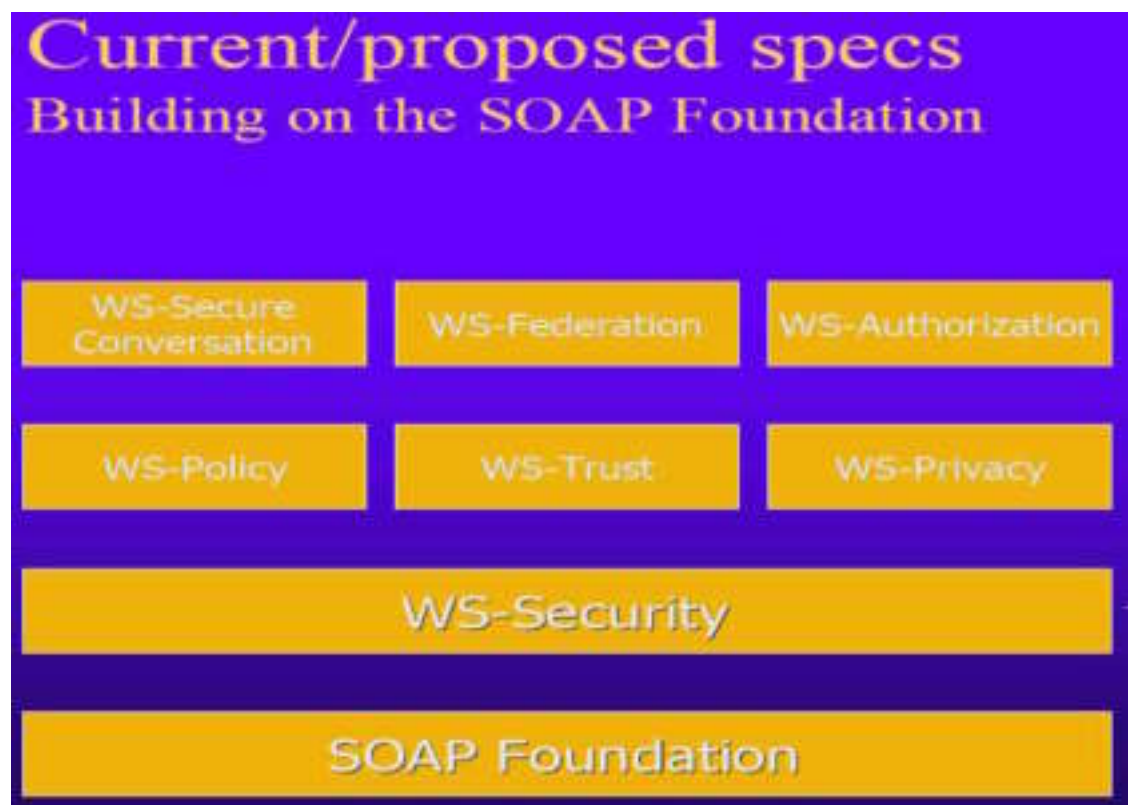 Current/proposed specs
Building on the SOAP Foundation
WS-Secure
Conversation
WS-Federation
WS-Authorization
WS-Policy
WS-Trust
WS-Privacy
WS-Security
SOAP Foundation